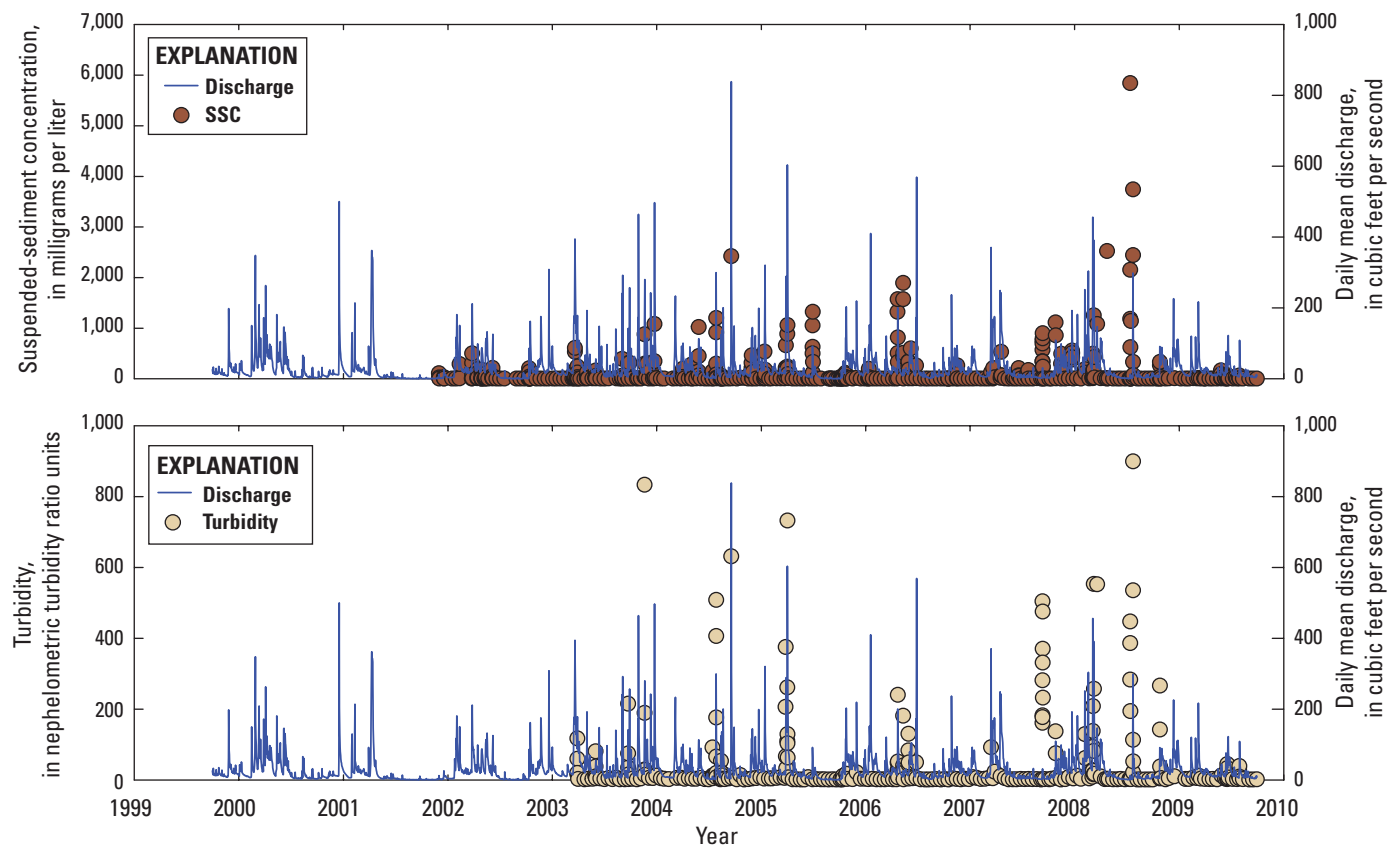 Suspended-sediment concentration,
in milligrams per liter
7,000
6,000
5,000
4,000
3,000
2,000
1,000
0
EXPLANATION
Discharge
SSC
1,000
800
600
400
200
0
Daily mean discharge,
in cubic feet per second
Turbidity,
in nephelometric turbidity ratio units
1,000
800
600
400
200
0
EXPLANATION
Discharge
Turbidity
1,000
800
600
400
200
0
Daily mean discharge,
in cubic feet per second
1999 2000 2001 2002 2003 2004 2005 2006 2007 2008 2009 2010
Year